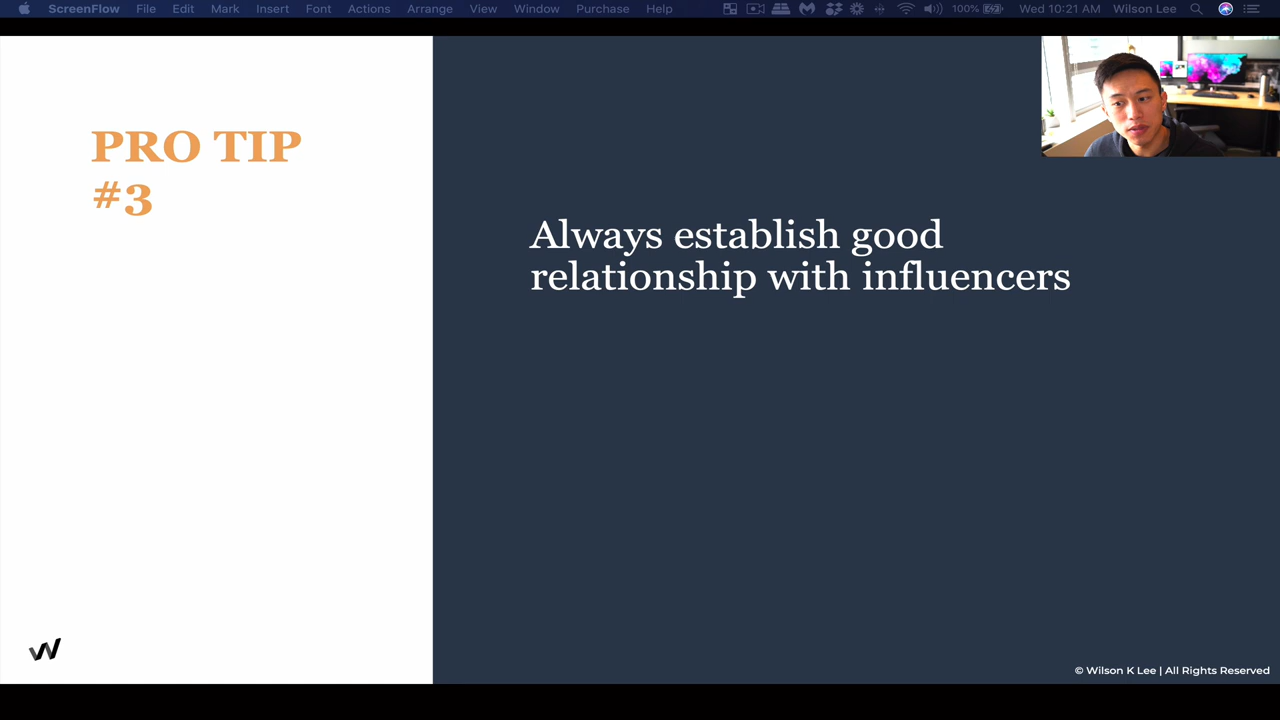 ScreenFlow File Edit Mark Insert Font Actions Arrange View Window Purchase Help 100% Wed 10:21 AM Wilson Lee
PRO TIP
#3
Always establish good
relationship with influencers
W
© Wilson K Lee | All Rights Reserved